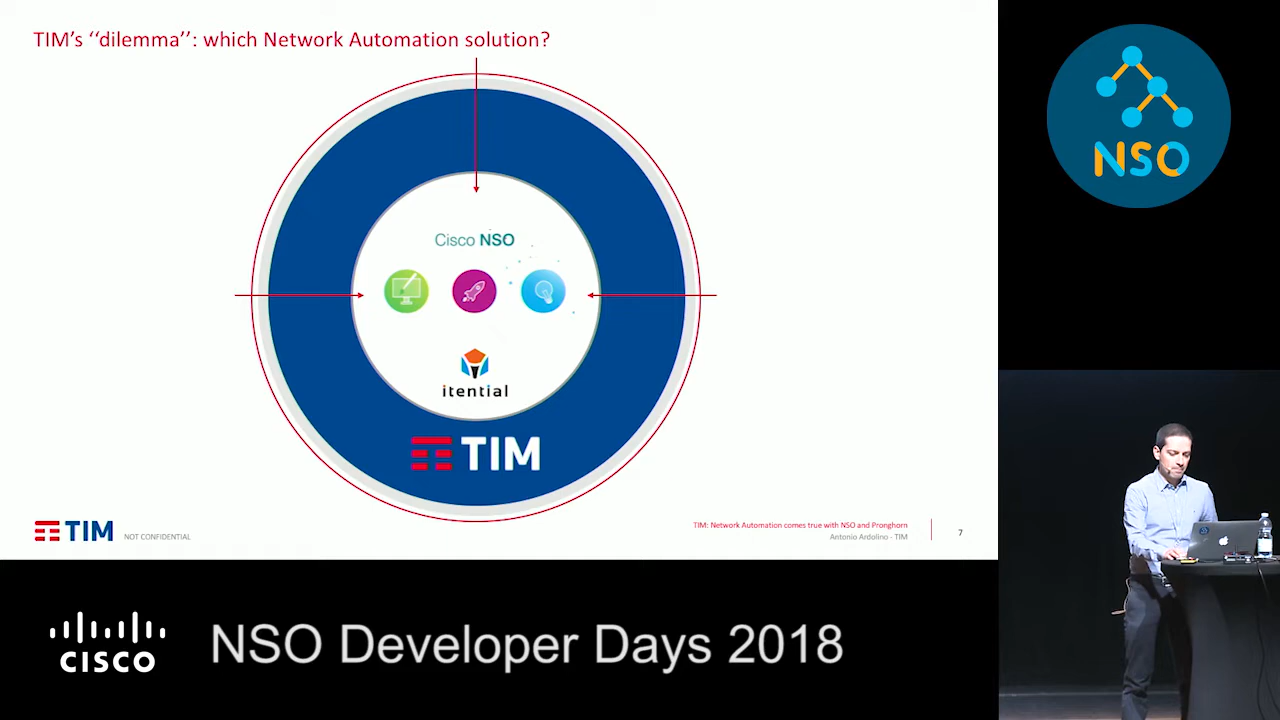 TIM's ‘‘dilemma’’: which Network Automation solution?
NSO
Cisco NSO
itential
TIM
TIM
NOT CONFIDENTIAL
TIM: Network Automation comes true with NSO and Pronghorn
Antonio Ardolino - TIM
7
CISCO
NSO Developer Days 2018